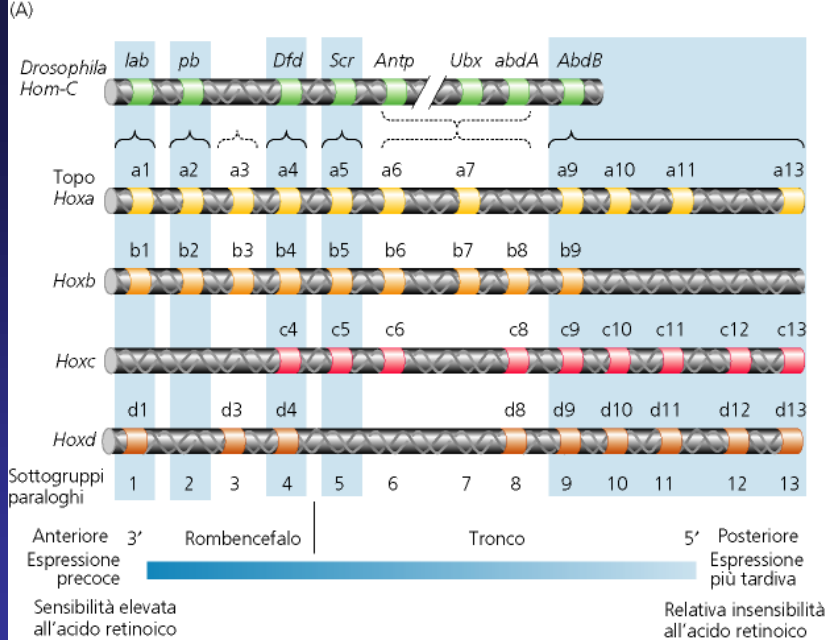 (A)
lab pb Dfd Scr Antp Ubx abdA AbdB
Drosophila
Hom-C
a1 a2 a3 a4 a5 a6 a7 a9 a10 a11 a13
Topo
Hoxa
b1 b2 b3 b4 b5 b6 b7 b8 b9
Hoxb
c4 c5 c6 c8 c9 c10 c11 c12 c13
Hoxc
d1 d3 d4 d8 d9 d10 d11 d12 d13
Hoxd
Sottogruppi
paraloghi
1 2 3 4 5 6 7 8 9 10 11 12 13
Anteriore 3′ Rombencefalo Tronco 5′ Posteriore
Espressione
precoce
Espressione
più tardiva
Sensibilità elevata
all'acido retinoico
Relativa insensibilità
all'acido retinoico